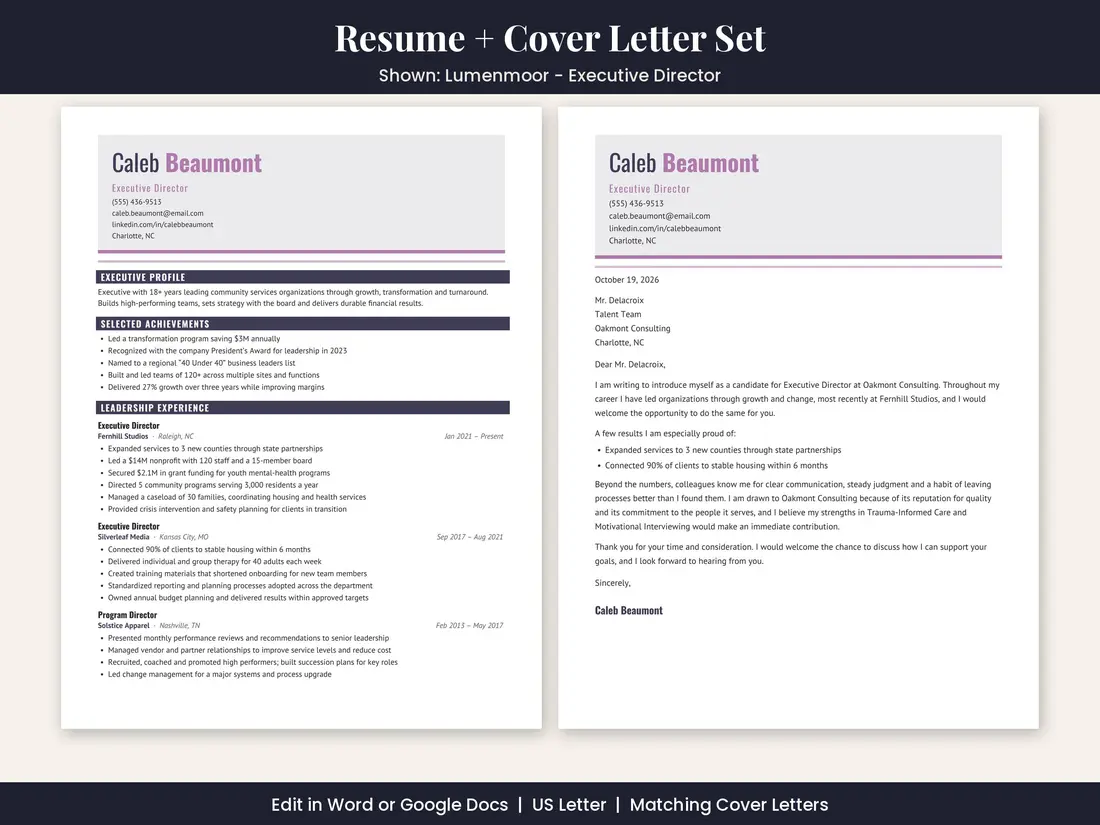 Resume + Cover Letter Set
Shown: Lumenmoor - Executive Director
Caleb Beaumont
Executive Director
(555) 436-9513
caleb.beaumont@email.com
linkedin.com/in/calebbeaumont
Charlotte, NC
EXECUTIVE PROFILE
Executive with 18+ years leading community services organizations through growth, transformation and turnaround.
Builds high-performing teams, sets strategy with the board and delivers durable financial results.
SELECTED ACHIEVEMENTS
• Led a transformation program saving $3M annually
• Recognized with the company President's Award for leadership in 2023
• Named to a regional "40 Under 40" business leaders list
• Built and led teams of 120+ across multiple sites and functions
• Delivered 27% growth over three years while improving margins
LEADERSHIP EXPERIENCE
Executive Director
Fernhill Studios · Raleigh, NC Jan 2021 – Present
• Expanded services to 3 new counties through state partnerships
• Led a $14M nonprofit with 120 staff and a 15-member board
• Secured $2.1M in grant funding for youth mental-health programs
• Directed 5 community programs serving 3,000 residents a year
• Managed a caseload of 30 families, coordinating housing and health services
• Provided crisis intervention and safety planning for clients in transition
Executive Director
Silverleaf Media · Kansas City, MO Sep 2017 – Aug 2021
• Connected 90% of clients to stable housing within 6 months
• Delivered individual and group therapy for 40 adults each week
• Created training materials that shortened onboarding for new team members
• Standardized reporting and planning processes adopted across the department
• Owned annual budget planning and delivered results within approved targets
Program Director
Solstice Apparel · Nashville, TN Feb 2013 – May 2017
• Presented monthly performance reviews and recommendations to senior leadership
• Managed vendor and partner relationships to improve service levels and reduce cost
• Recruited, coached and promoted high performers; built succession plans for key roles
• Led change management for a major systems and process upgrade
Caleb Beaumont
Executive Director
(555) 436-9513
caleb.beaumont@email.com
linkedin.com/in/calebbeaumont
Charlotte, NC
October 19, 2026
Mr. Delacroix
Talent Team
Oakmont Consulting
Charlotte, NC
Dear Mr. Delacroix,
I am writing to introduce myself as a candidate for Executive Director at Oakmont Consulting. Throughout my
career I have led organizations through growth and change, most recently at Fernhill Studios, and I would
welcome the opportunity to do the same for you.
A few results I am especially proud of:
• Expanded services to 3 new counties through state partnerships
• Connected 90% of clients to stable housing within 6 months
Beyond the numbers, colleagues know me for clear communication, steady judgment and a habit of leaving
processes better than I found them. I am drawn to Oakmont Consulting because of its reputation for quality
and its commitment to the people it serves, and I believe my strengths in Trauma-Informed Care and
Motivational Interviewing would make an immediate contribution.
Thank you for your time and consideration. I would welcome the chance to discuss how I can support your
goals, and I look forward to hearing from you.
Sincerely,
Caleb Beaumont
Edit in Word or Google Docs | US Letter | Matching Cover Letters